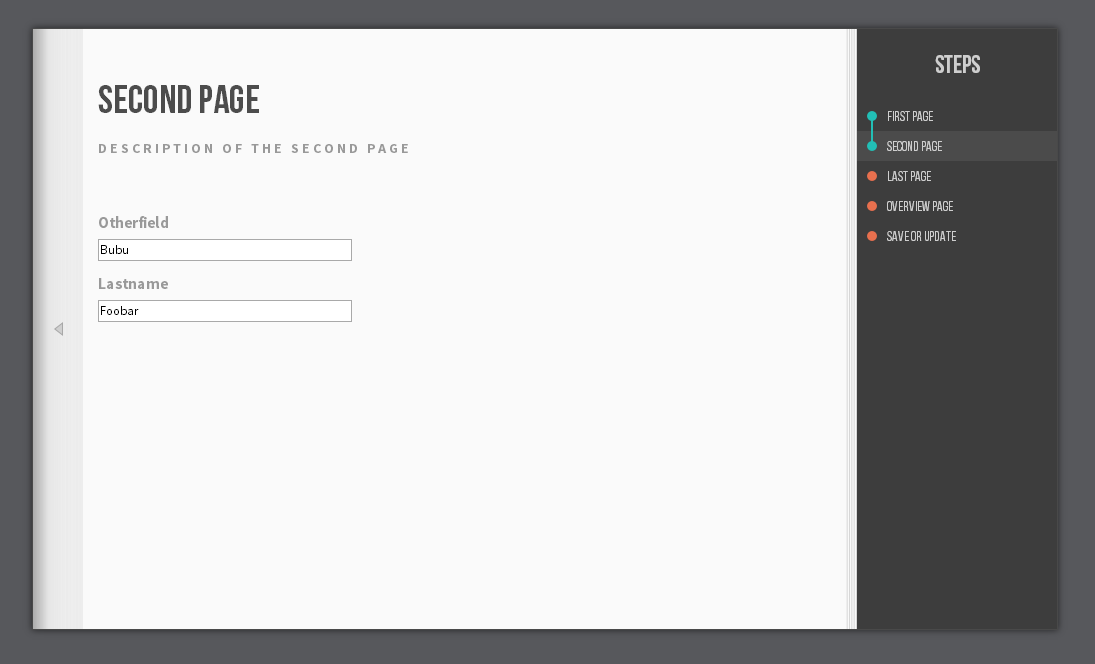 SECOND PAGE
DESCRIPTION OF THE SECOND PAGE
Otherfield
Bubu
Lastname
Foobar
STEPS
FIRST PAGE
SECOND PAGE
LAST PAGE
OVERVIEW PAGE
SAVE OR UPDATE